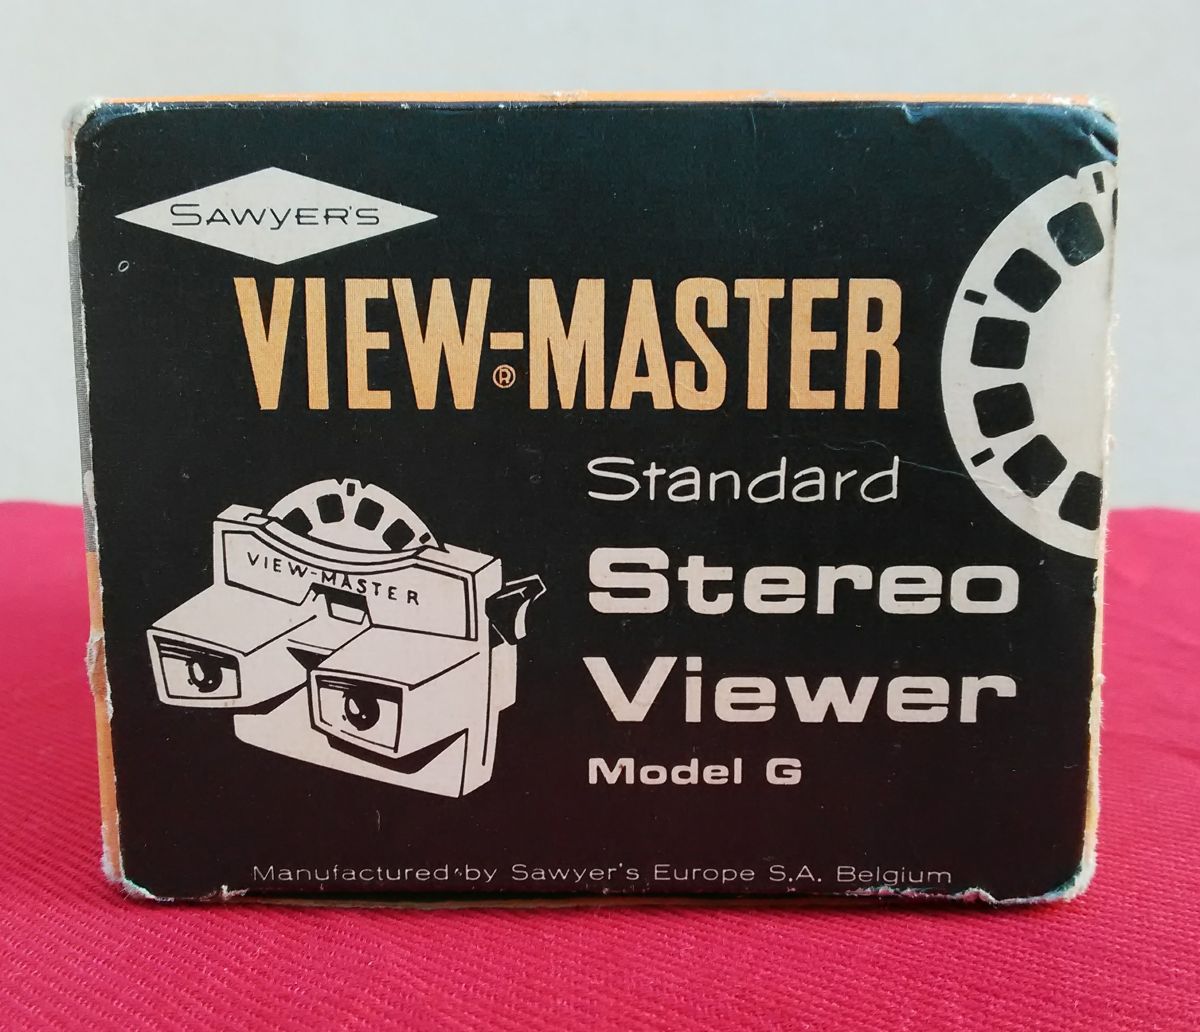 SAWYER'S
VIEW-MASTER
®
Standard
VIEW-MASTER
Stereo
Viewer
Model G
Manufactured by Sawyer's Europe S.A. Belgium